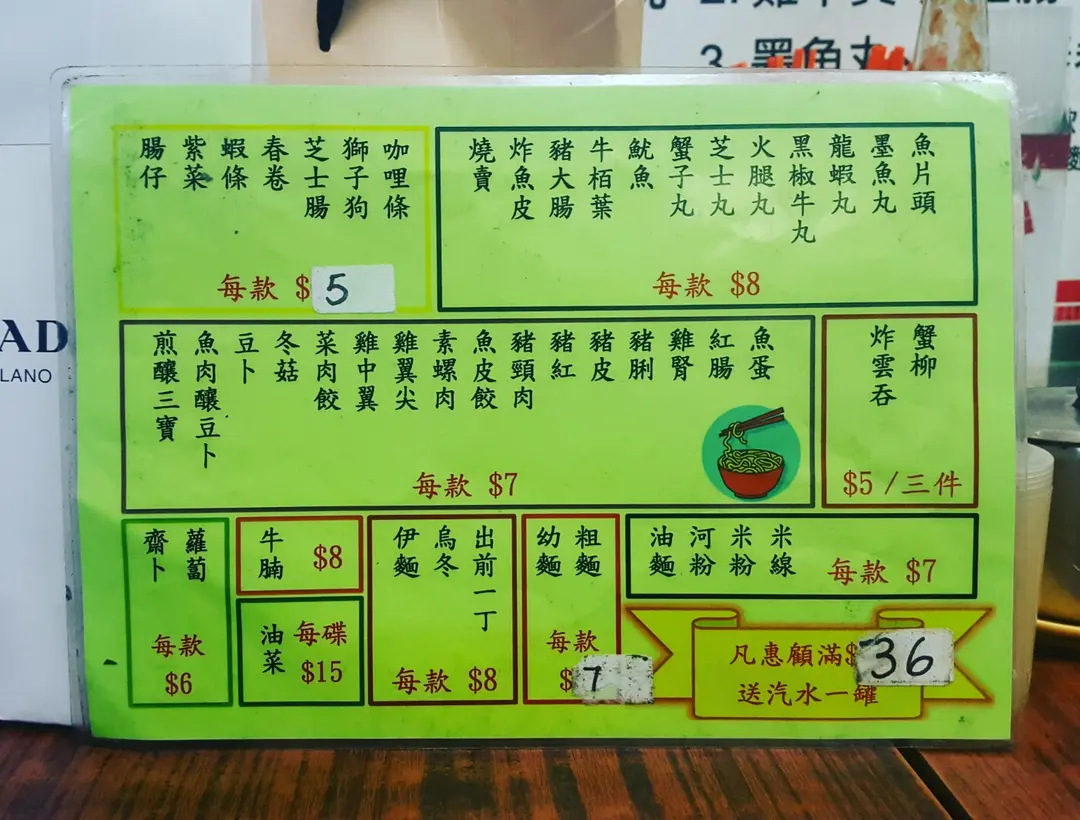 3. 墨魚丸
AD
LANO
魚片頭
墨魚丸
龍蝦丸
黑椒牛丸
火腿丸
芝士丸
蟹子丸
魷魚
牛栢葉
豬大腸
炸魚皮
燒賣
每款 $8
咖哩條
獅子狗
芝士腸
春卷
蝦條
紫菜
腸仔
每款 $5
蟹柳
炸雲吞
$5 /三件
魚蛋
紅腸
雞腎
豬脷
豬皮
豬紅
豬頸肉
魚皮餃
素螺肉
雞翼尖
雞中翼
菜肉餃
冬菇
豆卜
魚肉釀豆卜
煎釀三寶
每款 $7
米線
米粉
河粉
油麵
每款 $7
粗麵
幼麵
每款
$7
出前一丁
烏冬
伊麵
每款 $8
牛腩
$8
油菜
每碟
$15
蘿蔔
齋卜
每款
$6
凡惠顧滿$36
送汽水一罐